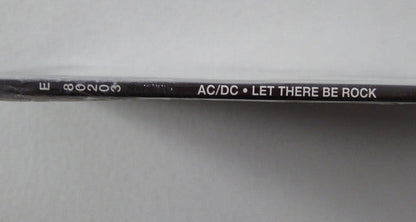 E 80203 AC/DC • LET THERE BE ROCK